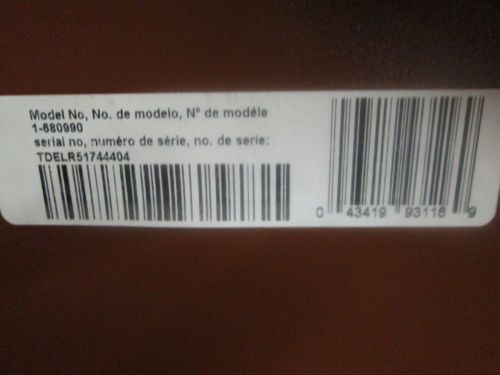 Model No, No. de modelo, N° de modèle
1-680990
serial no, numéro de série, no. de serie:
TDELR51744404
0 43419 93116 9